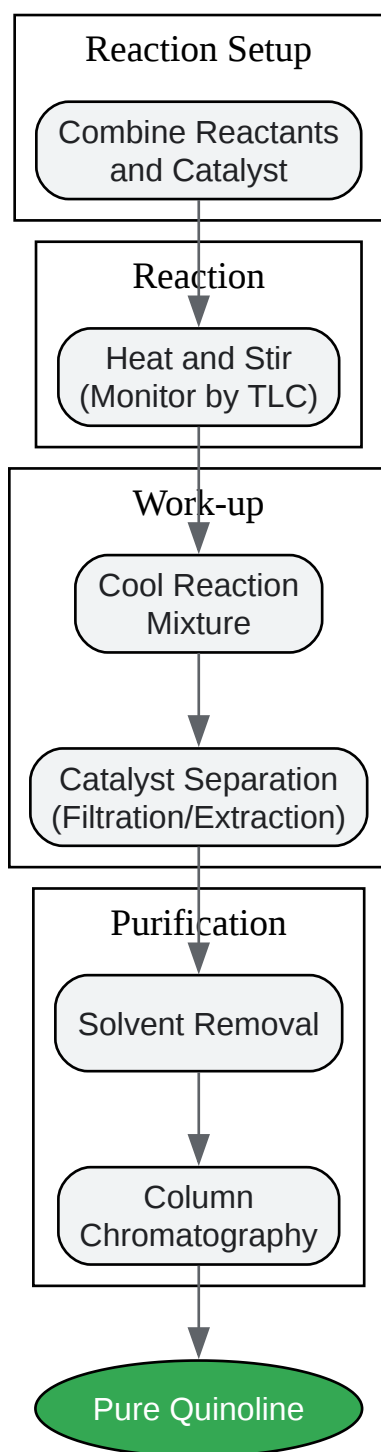 Reaction Setup
Combine Reactants
and Catalyst
Reaction
Heat and Stir
(Monitor by TLC)
Work-up
Cool Reaction
Mixture
Catalyst Separation
(Filtration/Extraction)
Purification
Solvent Removal
Column
Chromatography
Pure Quinoline